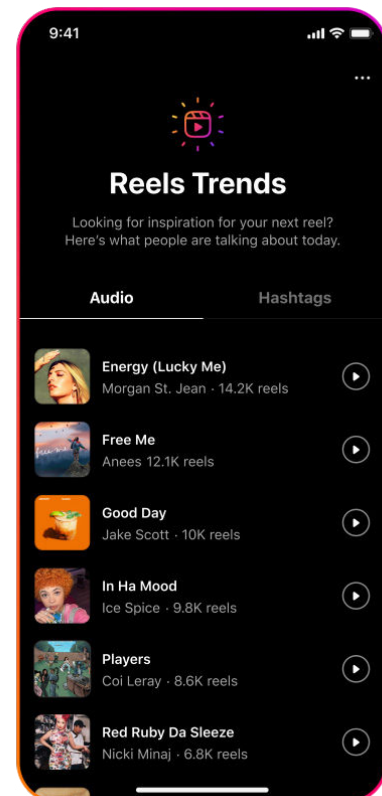 9:41
Reels Trends
Looking for inspiration for your next reel?
Here's what people are talking about today.
Audio
Hashtags
Energy (Lucky Me)
Morgan St. Jean · 14.2K reels
Free Me
Anees 12.1K reels
Good Day
Jake Scott · 10K reels
In Ha Mood
Ice Spice · 9.8K reels
Players
Coi Leray · 8.6K reels
Red Ruby Da Sleeze
Nicki Minaj · 6.8K reels